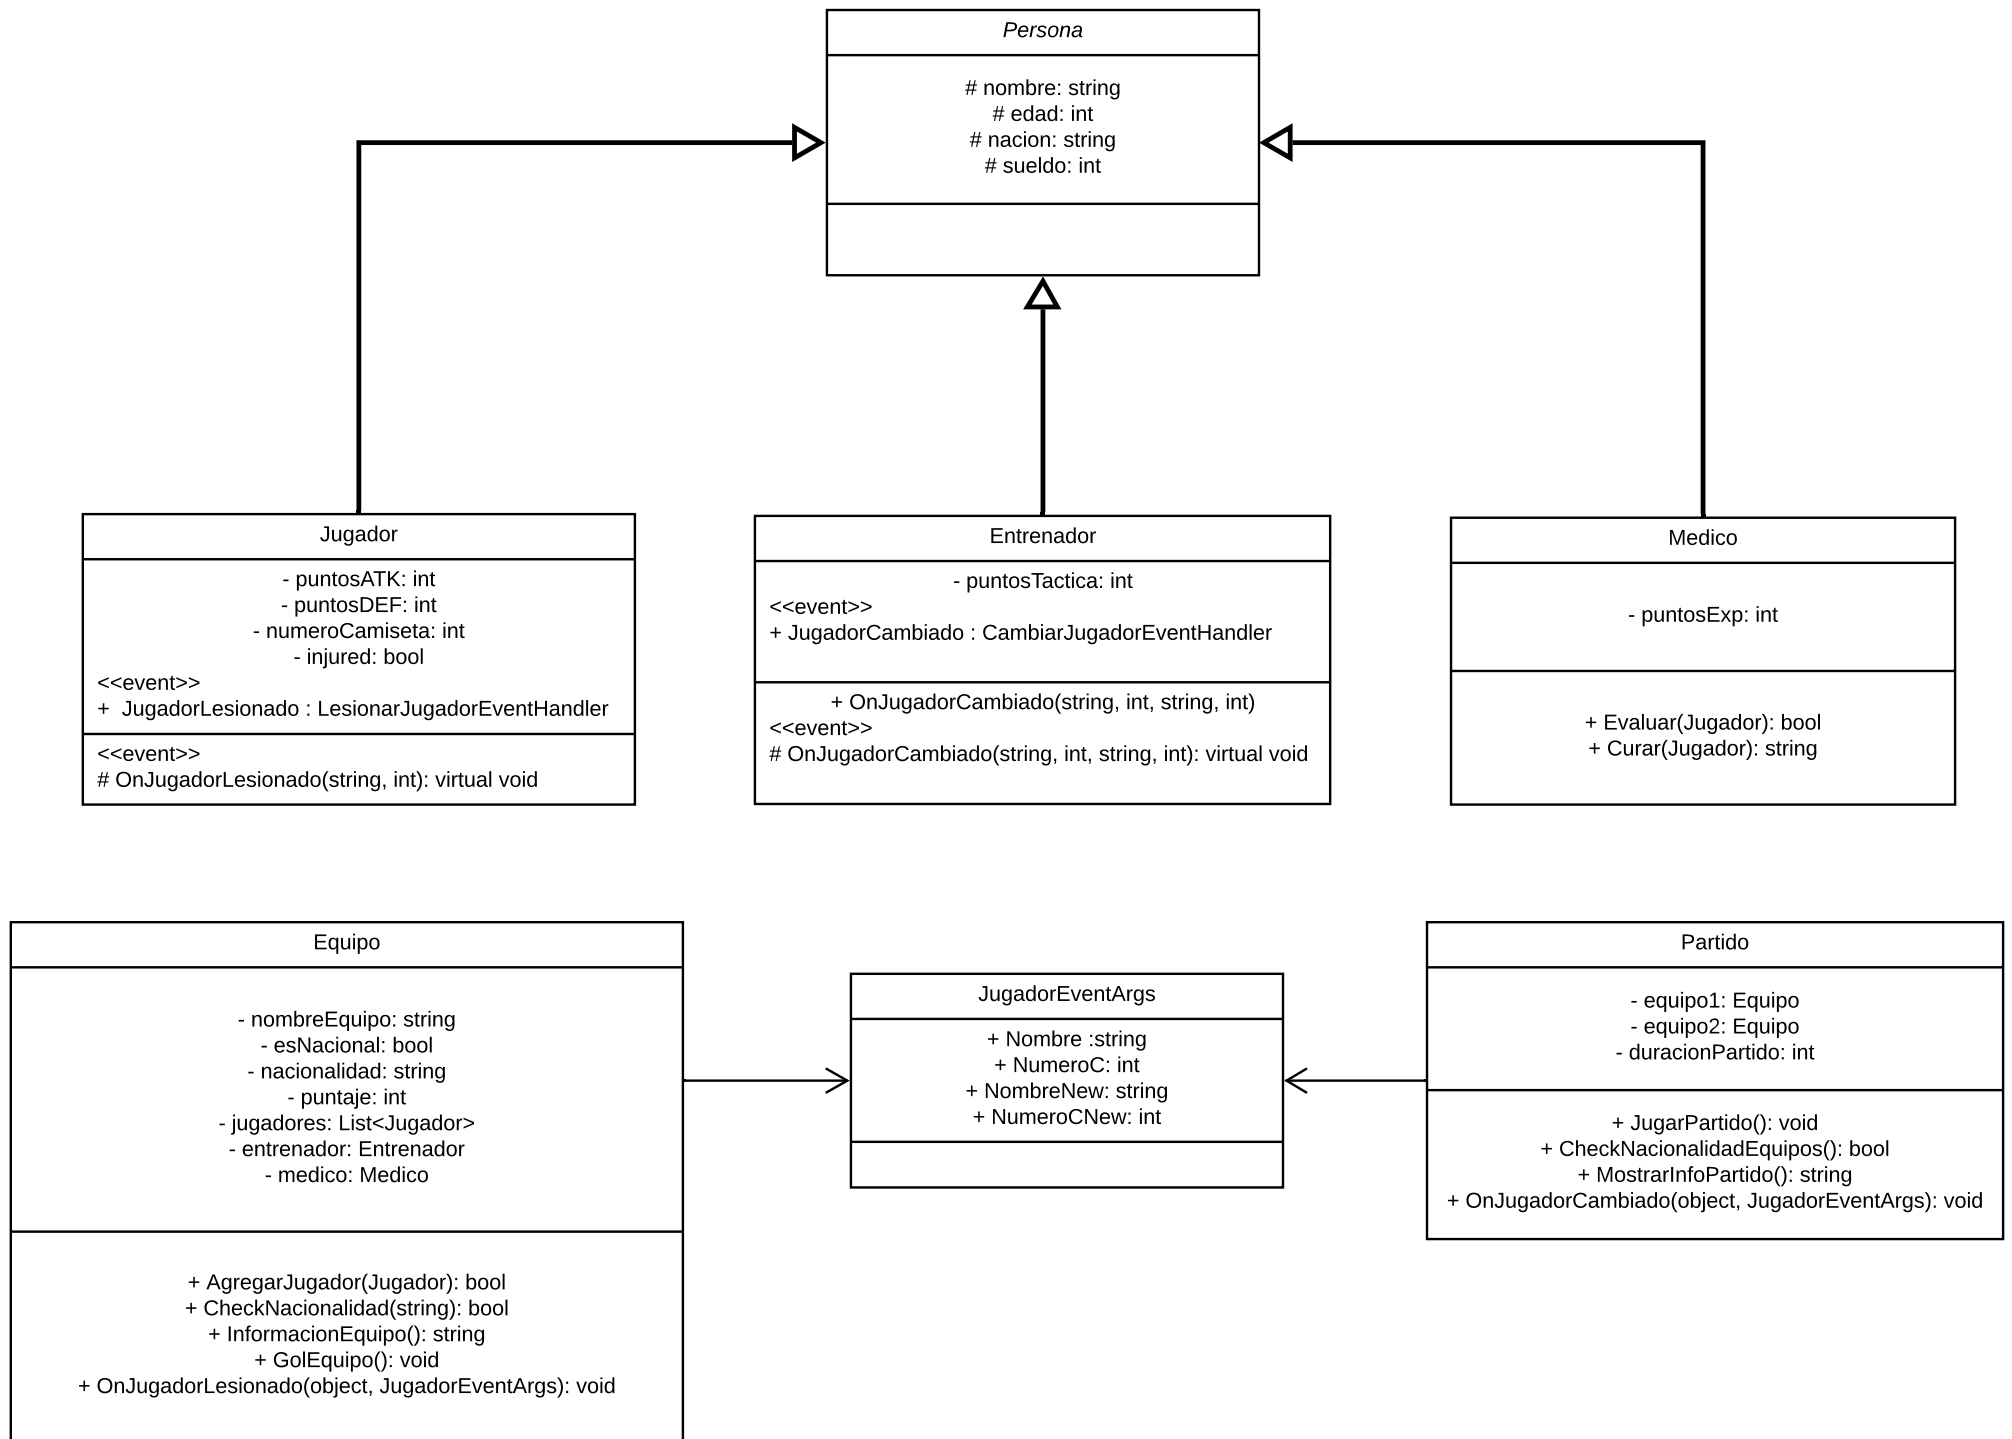 Persona
# nombre: string
# edad: int
# nacion: string
# sueldo: int
Jugador
- puntosATK: int
- puntosDEF: int
- numeroCamiseta: int
- injured: bool
<<event>>
+  JugadorLesionado : LesionarJugadorEventHandler
<<event>>
# OnJugadorLesionado(string, int): virtual void
Entrenador
- puntosTactica: int
<<event>>
+ JugadorCambiado : CambiarJugadorEventHandler
+ OnJugadorCambiado(string, int, string, int)
<<event>>
# OnJugadorCambiado(string, int, string, int): virtual void
Medico
- puntosExp: int
+ Evaluar(Jugador): bool
+ Curar(Jugador): string
Equipo
- nombreEquipo: string
- esNacional: bool
- nacionalidad: string
- puntaje: int
- jugadores: List<Jugador>
- entrenador: Entrenador
- medico: Medico
+ AgregarJugador(Jugador): bool
+ CheckNacionalidad(string): bool
+ InformacionEquipo(): string
+ GolEquipo(): void
+ OnJugadorLesionado(object, JugadorEventArgs): void
JugadorEventArgs
+ Nombre :string
+ NumeroC: int
+ NombreNew: string
+ NumeroCNew: int
Partido
- equipo1: Equipo
- equipo2: Equipo
- duracionPartido: int
+ JugarPartido(): void
+ CheckNacionalidadEquipos(): bool
+ MostrarInfoPartido(): string
+ OnJugadorCambiado(object, JugadorEventArgs): void